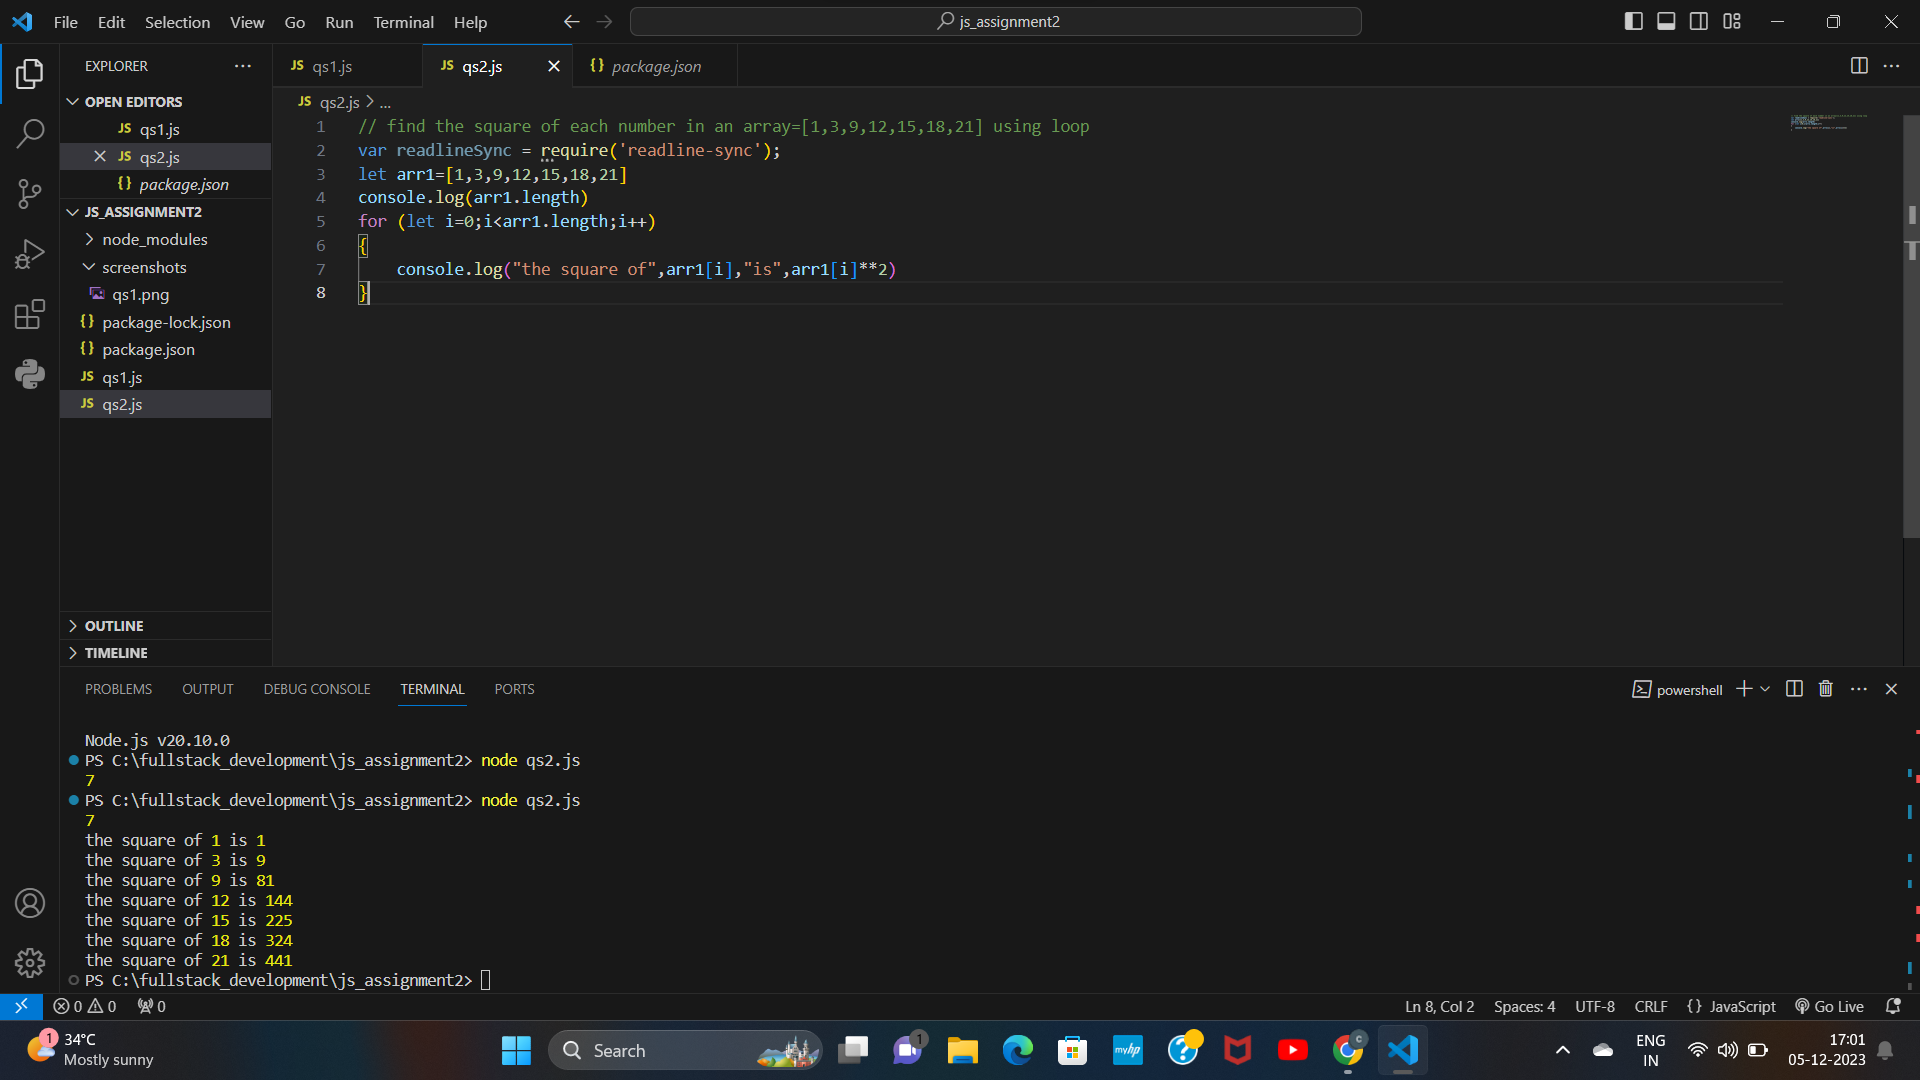 File Edit Selection View Go Run Terminal Help
js_assignment2
EXPLORER
OPEN EDITORS
JS qs1.js
JS qs2.js
{} package.json
JS_ASSIGNMENT2
node_modules
screenshots
qs1.png
{} package-lock.json
{} package.json
JS qs1.js
JS qs2.js
OUTLINE
TIMELINE
JS qs1.js
JS qs2.js
{} package.json
JS qs2.js > ...
1 // find the square of each number in an array=[1,3,9,12,15,18,21] using loop
2 var readlineSync = require('readline-sync');
3 let arr1=[1,3,9,12,15,18,21]
4 console.log(arr1.length)
5 for (let i=0;i<arr1.length;i++)
6 {
7 console.log("the square of",arr1[i],"is",arr1[i]**2)
8 }
PROBLEMS OUTPUT DEBUG CONSOLE TERMINAL PORTS
powershell
Node.js v20.10.0
PS C:\fullstack_development\js_assignment2> node qs2.js
7
PS C:\fullstack_development\js_assignment2> node qs2.js
7
the square of 1 is 1
the square of 3 is 9
the square of 9 is 81
the square of 12 is 144
the square of 15 is 225
the square of 18 is 324
the square of 21 is 441
PS C:\fullstack_development\js_assignment2>
0 0 0
Ln 8, Col 2 Spaces: 4 UTF-8 CRLF {} JavaScript Go Live
1
34°C
Mostly sunny
Search
1
myhp
?
C
ENG
IN
17:01
05-12-2023